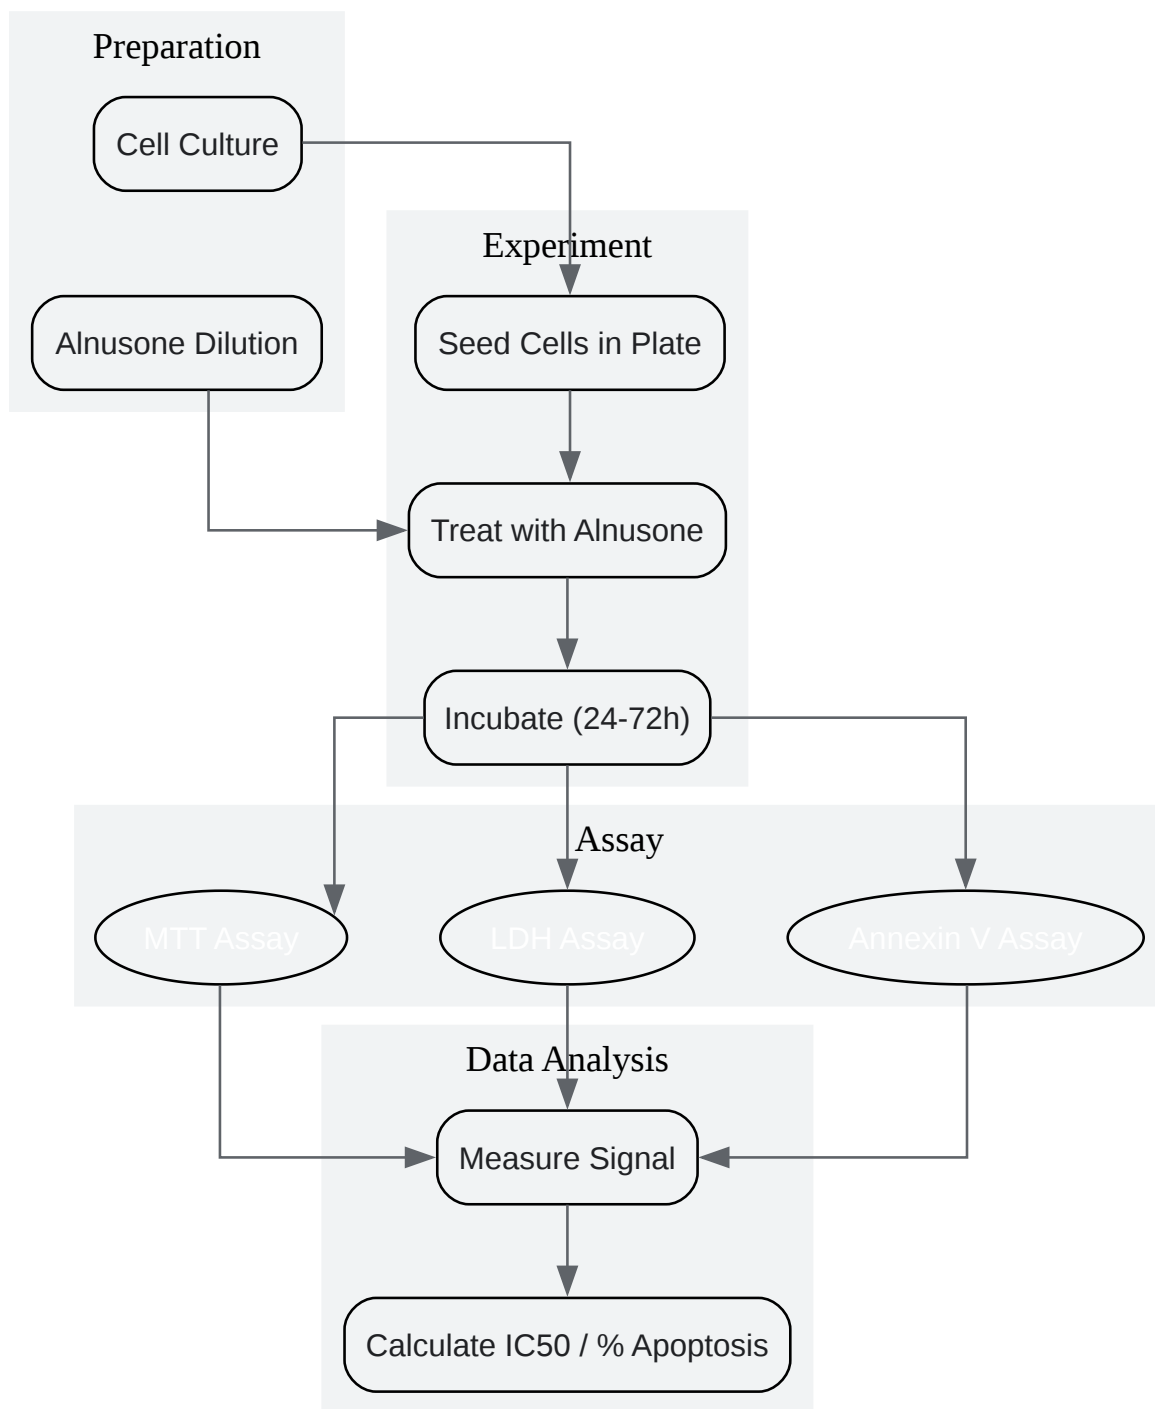 Preparation
Cell Culture
Experiment
Alnusone Dilution
Seed Cells in Plate
Treat with Alnusone
Incubate (24-72h)
Assay
MTT Assay
LDH Assay
Annexin V Assay
Data Analysis
Measure Signal
Calculate IC50 / % Apoptosis